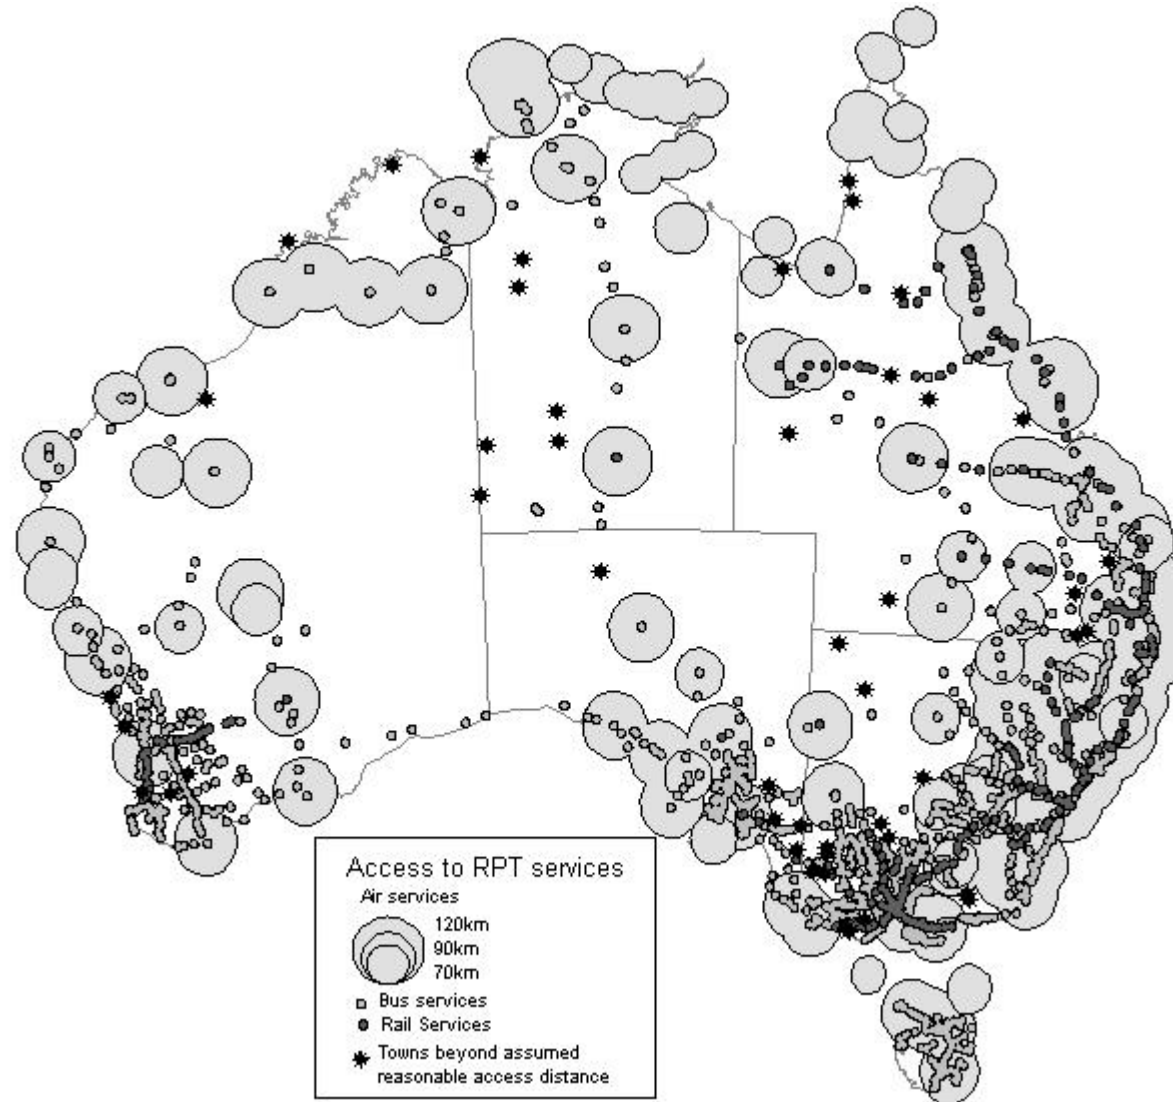 Access to RPT services
Air services
120km
90km
70km
Bus services
Rail Services
Towns beyond assumed
reasonable access distance